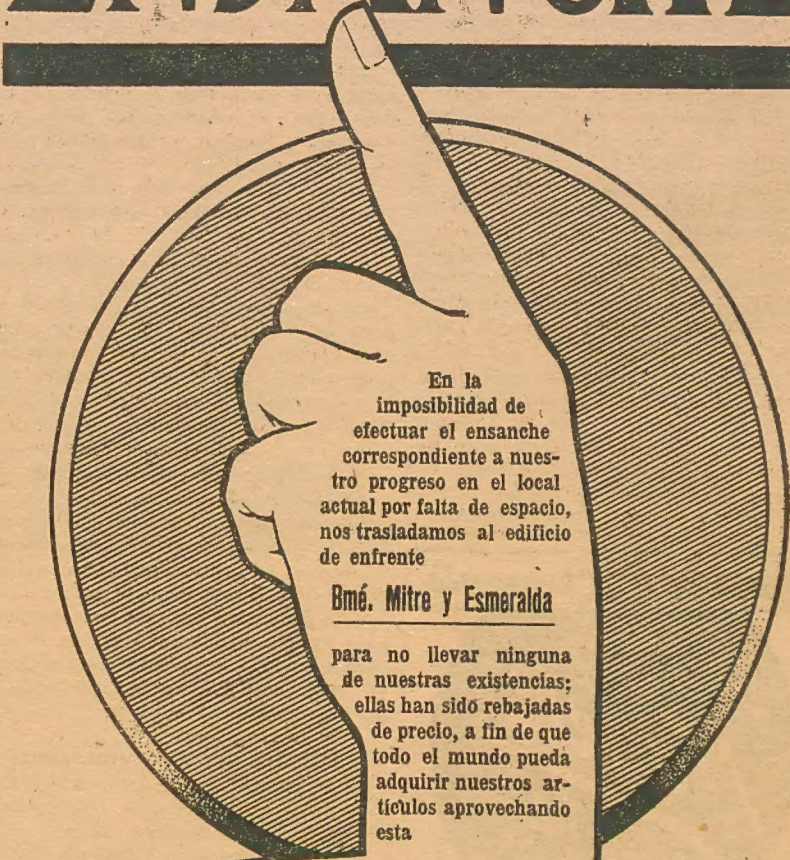 En la
imposibilidad de
efectuar el ensanche
correspondiente a nues-
tro progreso en el local
actual por falta de espacio,
nos trasladamos al edificio
de enfrente
Bmé. Mitre y Esmeralda
para no llevar ninguna
de nuestras existencias;
ellas han sido rebajadas
de precio, a fin de que
todo el mundo pueda
adquirir nuestros ar-
tículos aprovechando
esta